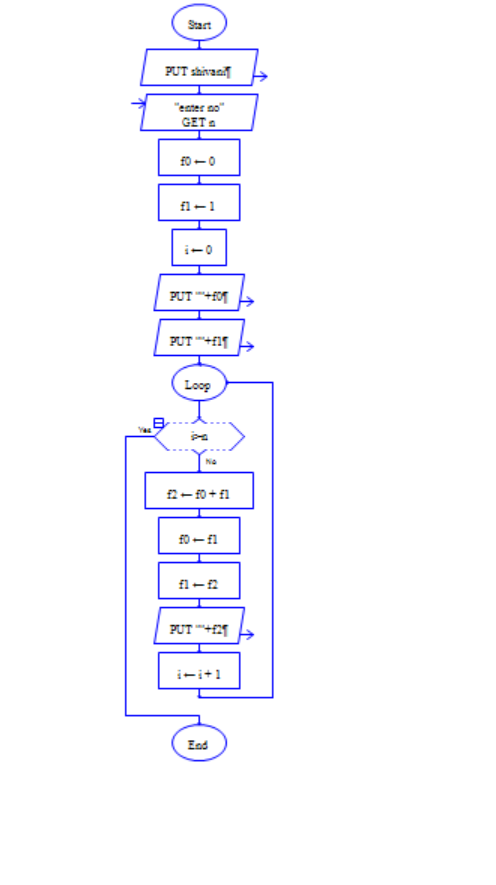 Start
PUT shivani¶
"enter no"
GET n
f0 ← 0
f1 ← 1
i ← 0
PUT ""+f0¶
PUT ""+f1¶
Loop
Yes
i>=n
No
f2 ← f0 + f1
f0 ← f1
f1 ← f2
PUT ""+f2¶
i ← i + 1
End